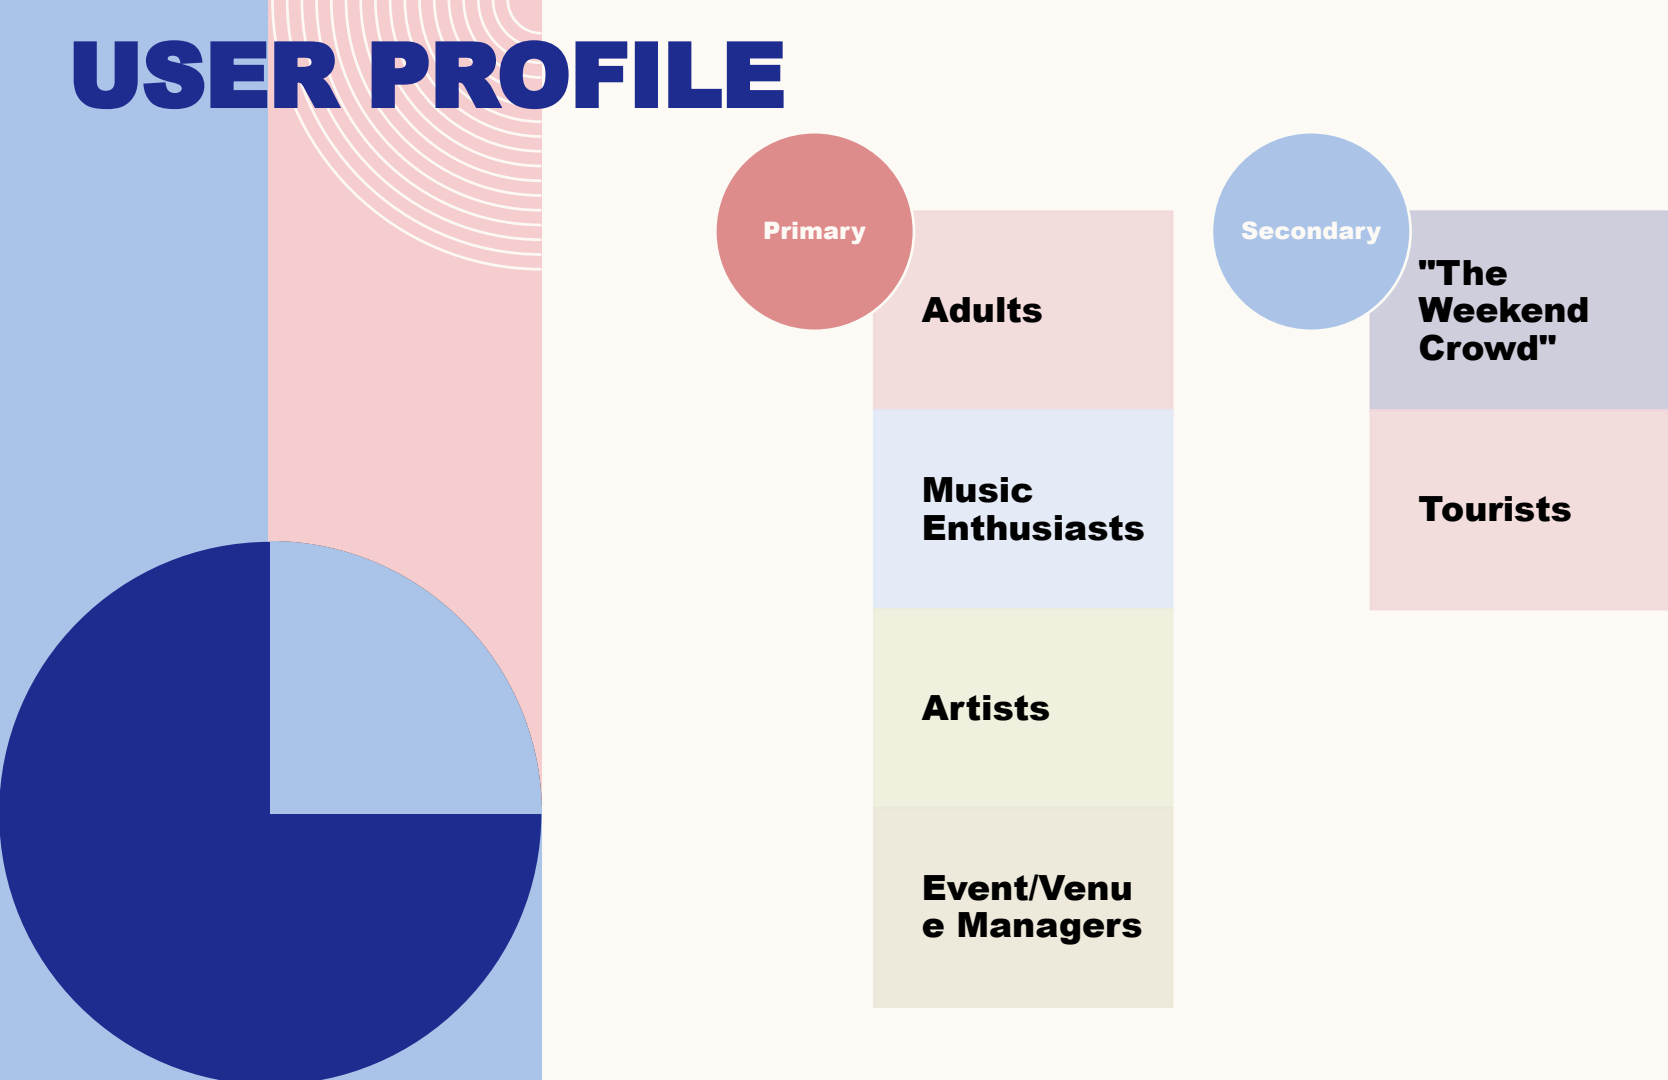 USER PROFILE
Primary
Adults
Music
Enthusiasts
Artists
Event/Venu
e Managers
Secondary
"The
Weekend
Crowd"
Tourists